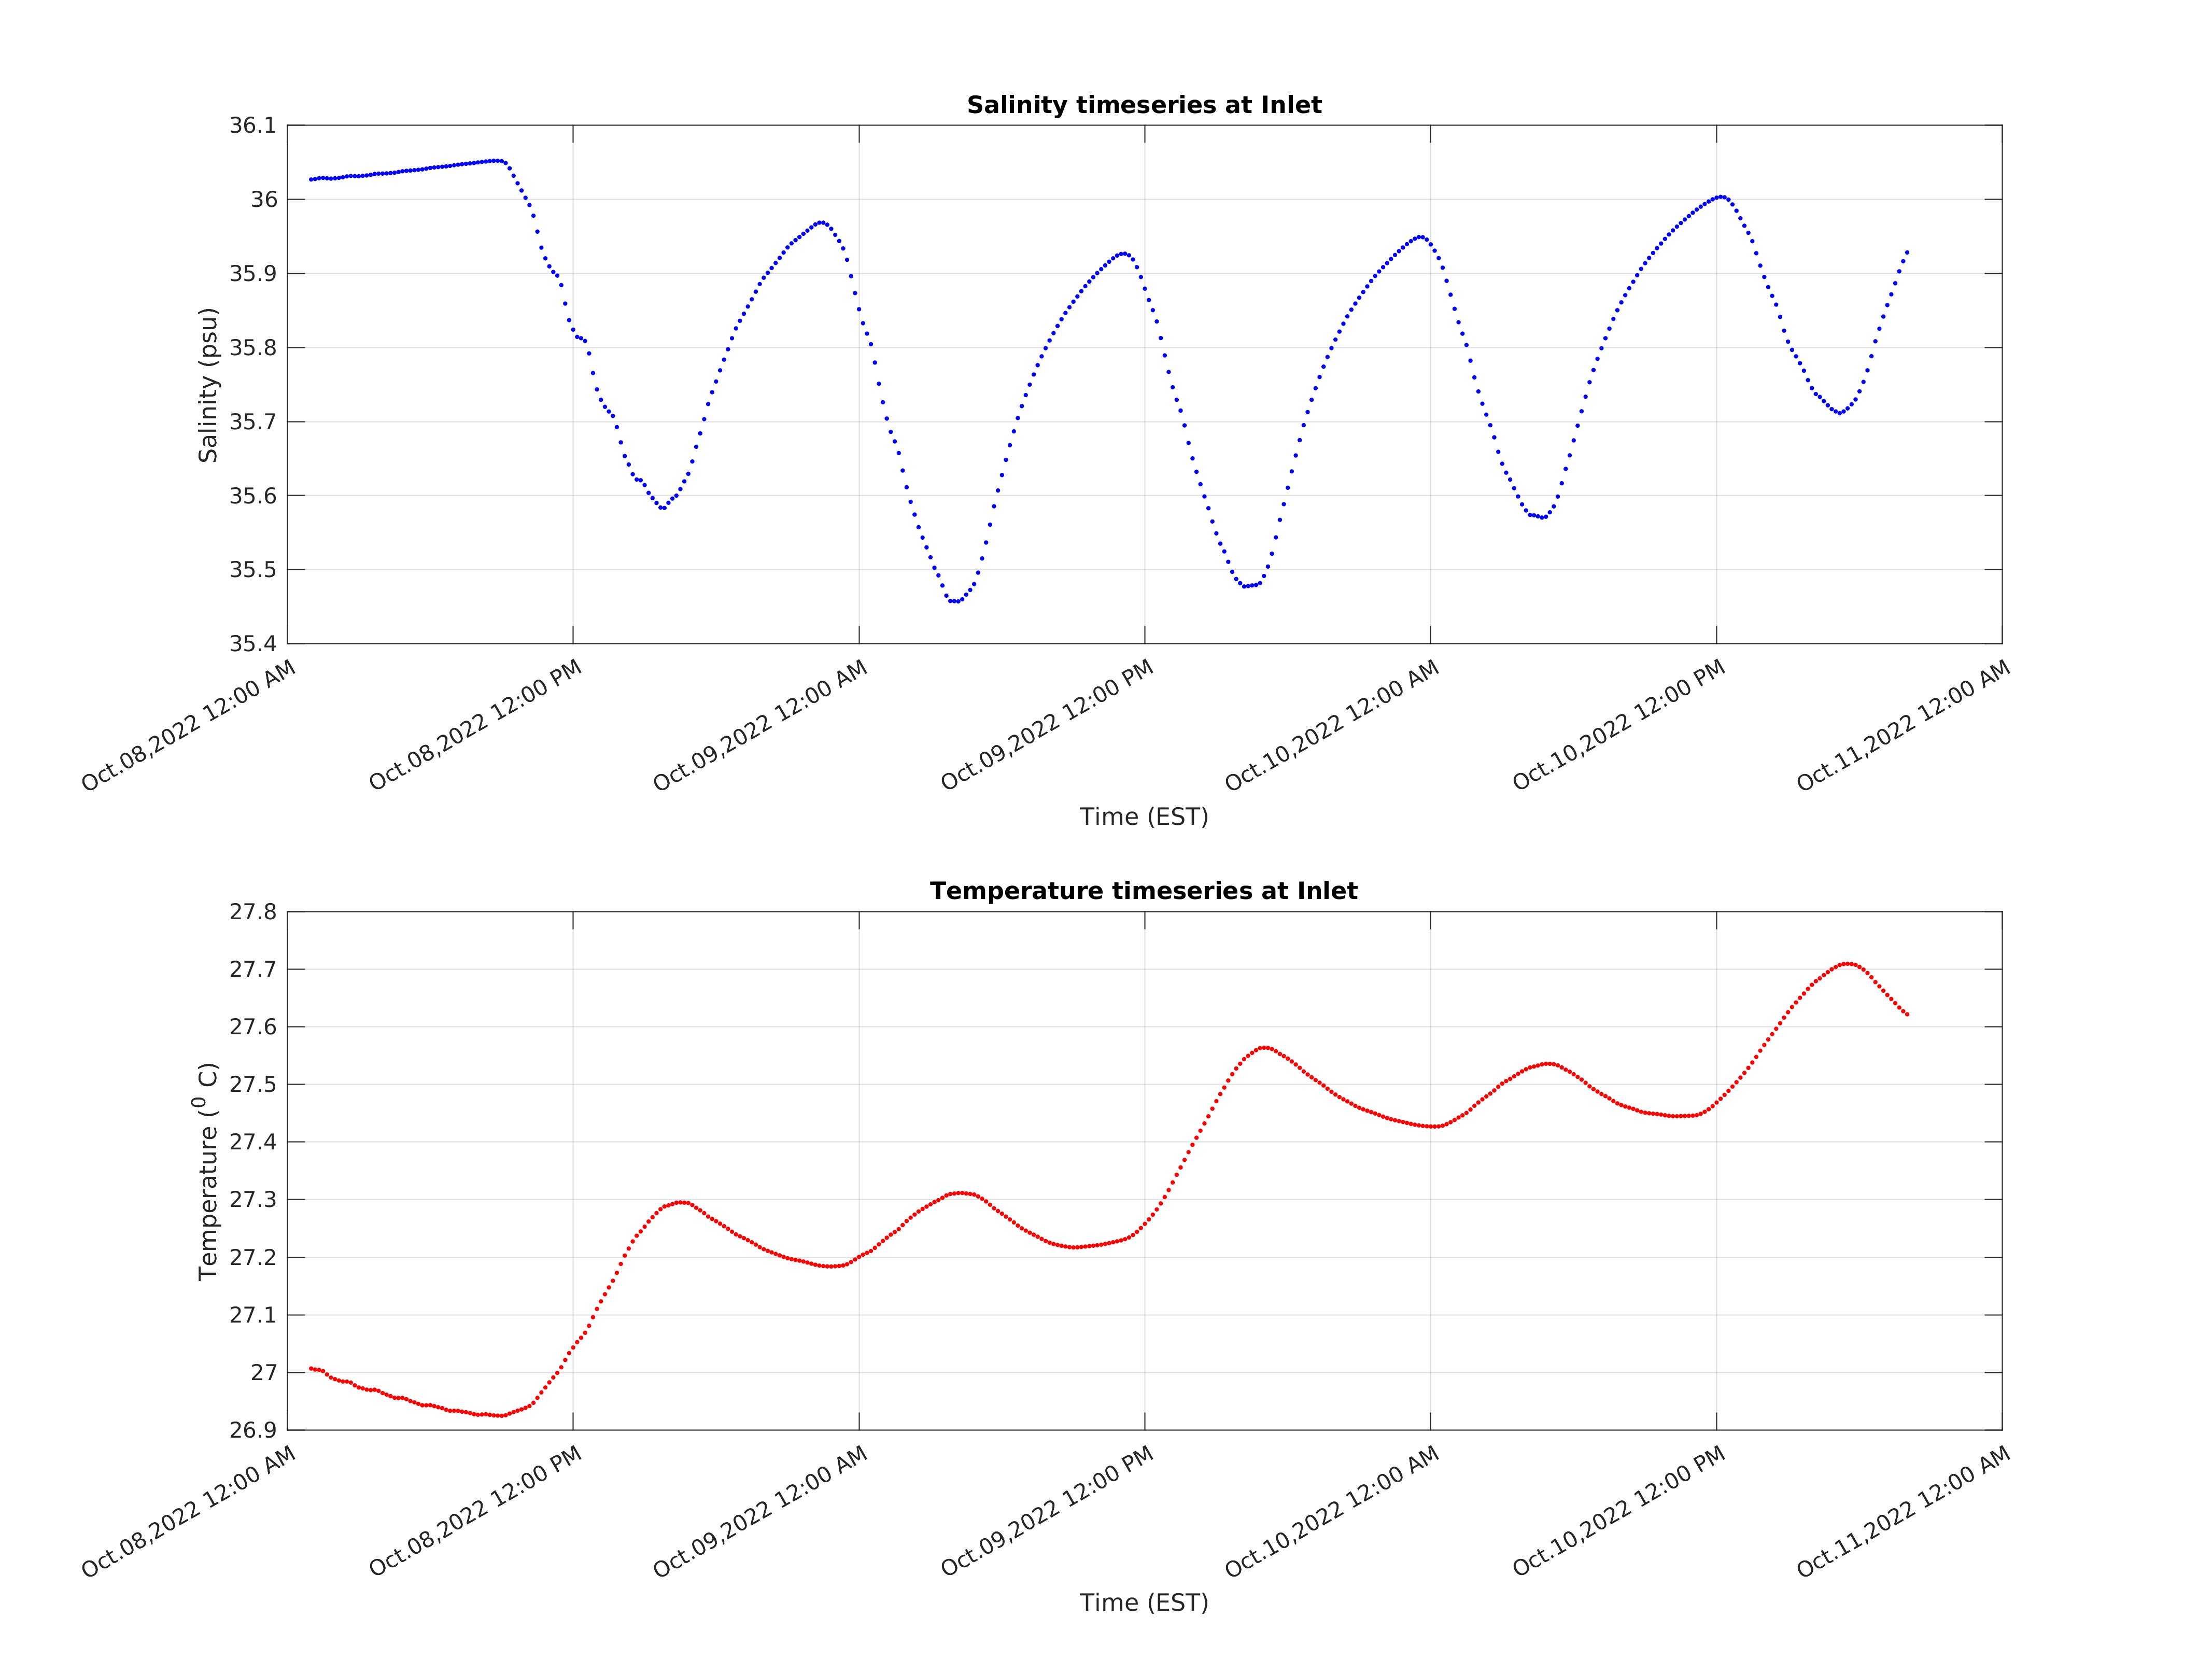 Salinity timeseries at Inlet
Salinity (psu)
36.1
36
35.9
35.8
35.7
35.6
35.5
35.4
Oct.08,2022 12:00 AM
Oct.08,2022 12:00 PM
Oct.09,2022 12:00 AM
Oct.09,2022 12:00 PM
Oct.10,2022 12:00 AM
Oct.10,2022 12:00 PM
Oct.11,2022 12:00 AM
Time (EST)
Temperature timeseries at Inlet
Temperature (⁰ C)
27.8
27.7
27.6
27.5
27.4
27.3
27.2
27.1
27
26.9
Oct.08,2022 12:00 AM
Oct.08,2022 12:00 PM
Oct.09,2022 12:00 AM
Oct.09,2022 12:00 PM
Oct.10,2022 12:00 AM
Oct.10,2022 12:00 PM
Oct.11,2022 12:00 AM
Time (EST)